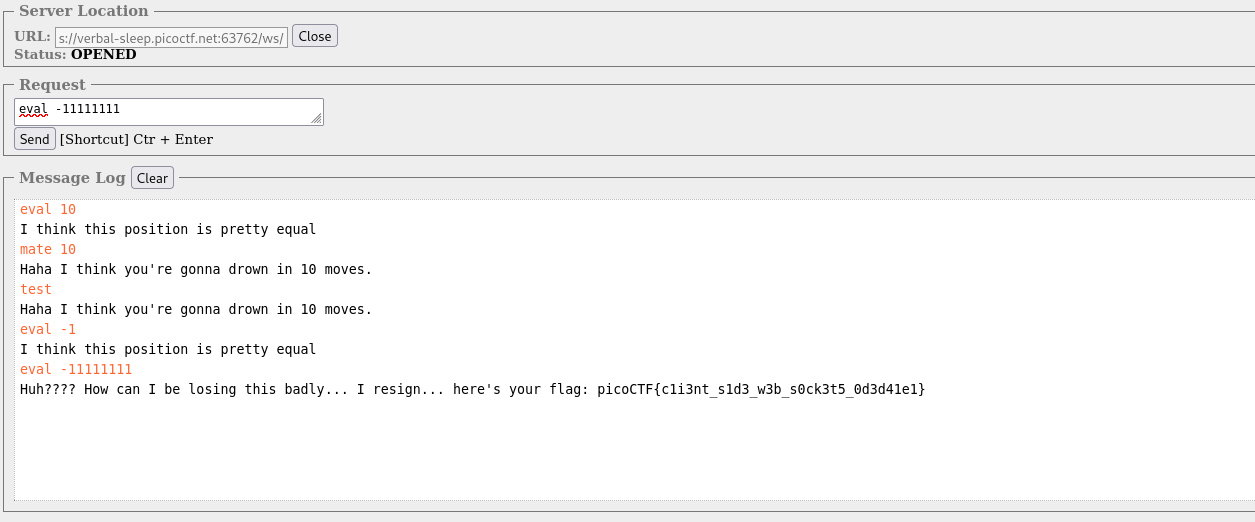 Server Location
URL: s://verbal-sleep.picoctf.net:63762/ws/ Close
Status: OPENED
Request
eval -11111111
Send [Shortcut] Ctr + Enter
Message Log Clear
eval 10
I think this position is pretty equal
mate 10
Haha I think you're gonna drown in 10 moves.
test
Haha I think you're gonna drown in 10 moves.
eval -1
I think this position is pretty equal
eval -11111111
Huh???? How can I be losing this badly... I resign... here's your flag: picoCTF{c1i3nt_s1d3_w3b_s0ck3t5_0d3d41e1}